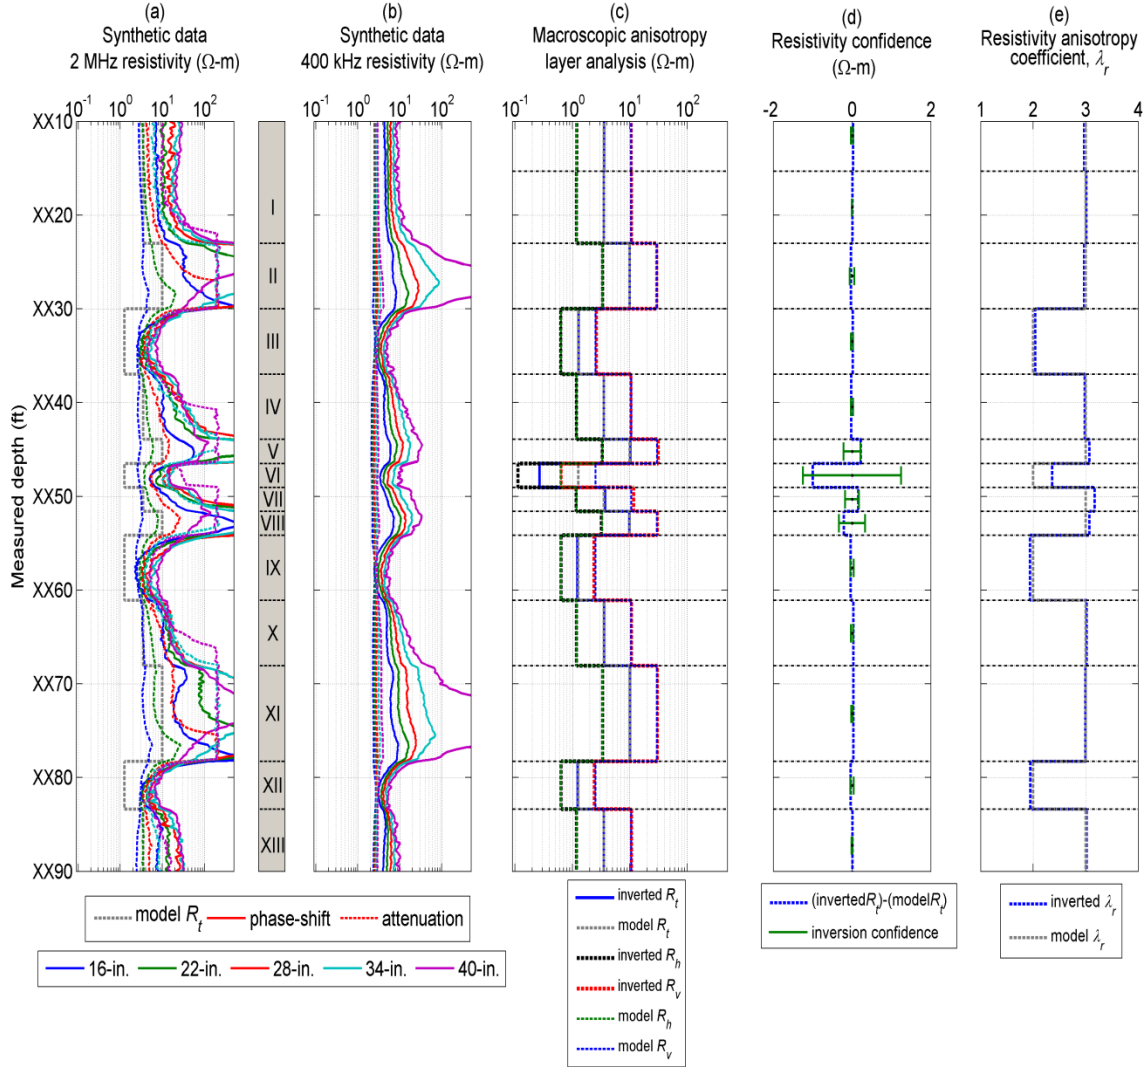 (a)
Synthetic data
2 MHz resistivity (Ω-m)
(b)
Synthetic data
400 kHz resistivity (Ω-m)
(c)
Macroscopic anisotropy
layer analysis (Ω-m)
(d)
Resistivity confidence
(Ω-m)
(e)
Resistivity anisotropy
coefficient, λr
10-1 100 101 102
10-1 100 101 102
10-1 100 101 102
-2 0 2
1 2 3 4
Measured depth (ft)
XX10
XX20
XX30
XX40
XX50
XX60
XX70
XX80
XX90
I
II
III
IV
V
VI
VII
VIII
IX
X
XI
XII
XIII
model Rt phase-shift attenuation
16-in. 22-in. 28-in. 34-in. 40-in.
inverted Rt
model Rt
inverted Rh
inverted Rv
model Rh
model Rv
(invertedRt)-(modelRt)
inversion confidence
inverted λr
model λr